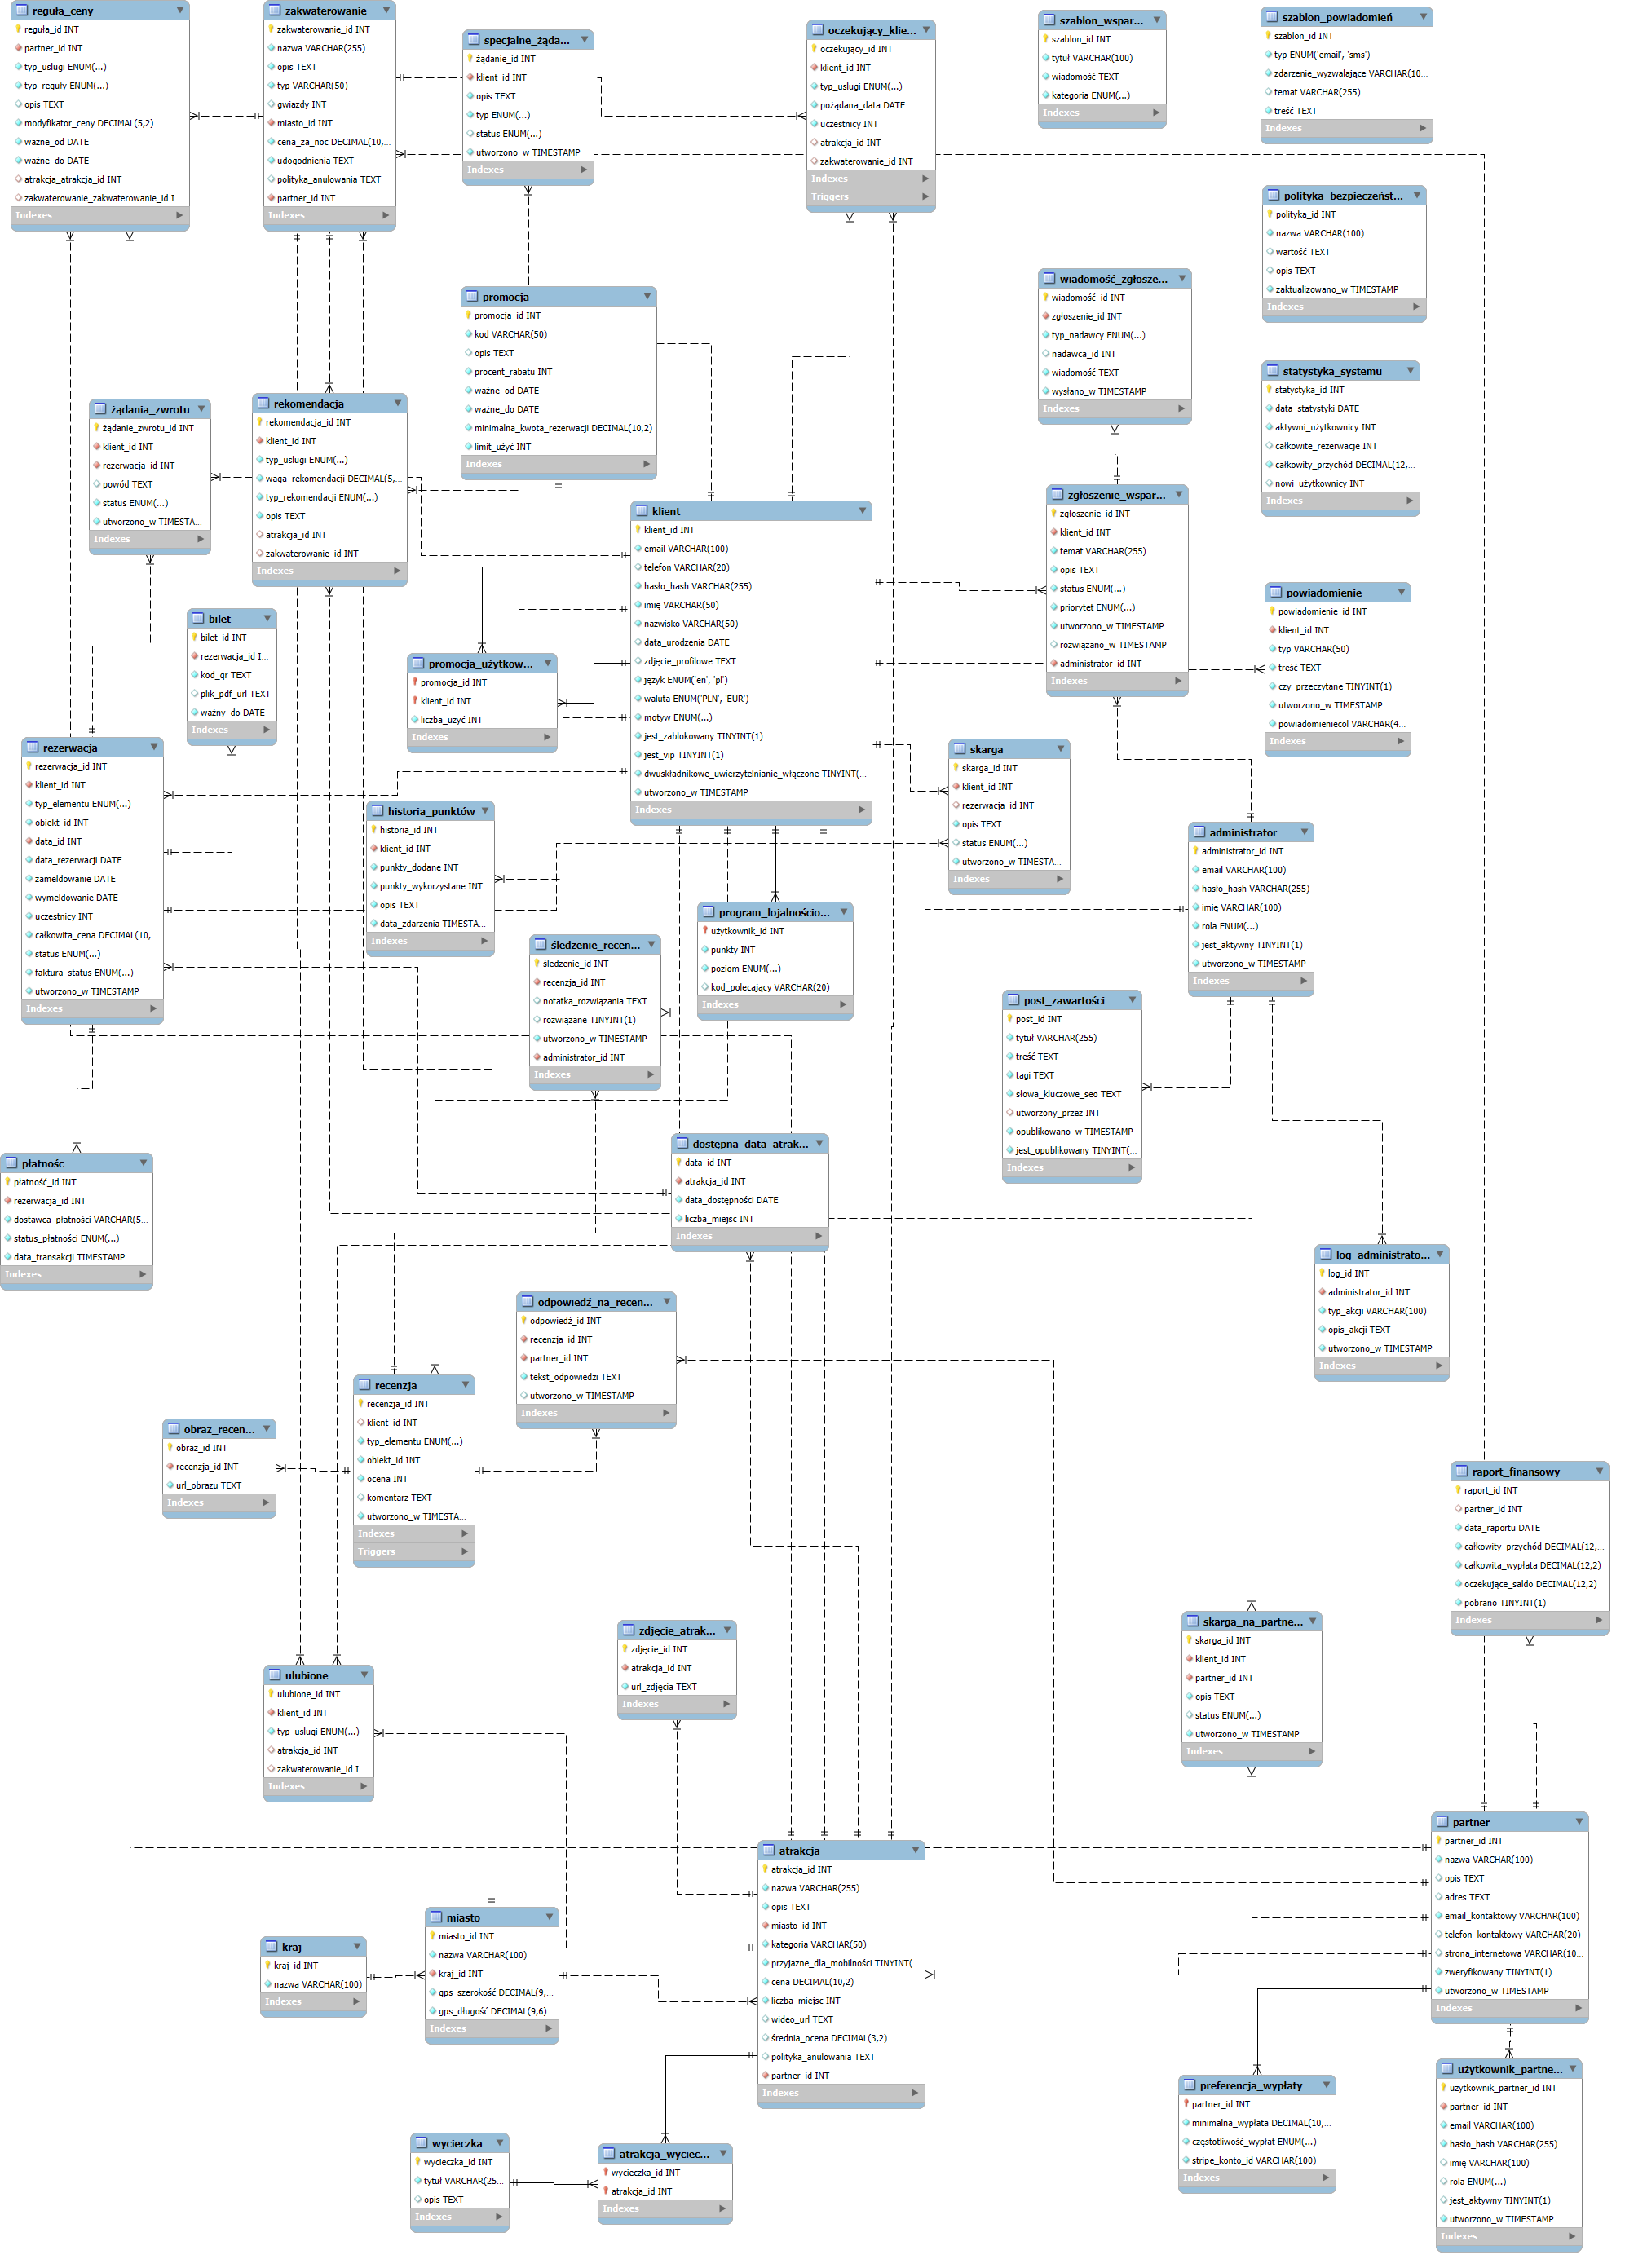 reguła_ceny
reguła_id INT
partner_id INT
typ_uslugi ENUM(...)
typ_reguły ENUM(...)
opis TEXT
modyfikator_ceny DECIMAL(5,2)
ważne_od DATE
ważne_do DATE
atrakcja_atrakcja_id INT
zakwaterowanie_zakwaterowanie_id I...
Indexes
zakwaterowanie
zakwaterowanie_id INT
nazwa VARCHAR(255)
opis TEXT
typ VARCHAR(50)
gwiazdy INT
miasto_id INT
cena_za_noc DECIMAL(10,...
udogodnienia TEXT
polityka_anulowania TEXT
partner_id INT
Indexes
specjalne_żąda...
żądanie_id INT
klient_id INT
opis TEXT
typ ENUM(...)
status ENUM(...)
utworzono_w TIMESTAMP
Indexes
oczekujący_klie...
oczekujący_id INT
klient_id INT
typ_uslugi ENUM(...)
pożądana_data DATE
uczestnicy INT
atrakcja_id INT
zakwaterowanie_id INT
Indexes
Triggers
szablon_wspar...
szablon_id INT
tytuł VARCHAR(100)
wiadomość TEXT
kategoria ENUM(...)
Indexes
szablon_powiadomień
szablon_id INT
typ ENUM('email', 'sms')
zdarzenie_wyzwalające VARCHAR(10...
temat VARCHAR(255)
treść TEXT
Indexes
polityka_bezpieczeńst...
polityka_id INT
nazwa VARCHAR(100)
wartość TEXT
opis TEXT
zaktualizowano_w TIMESTAMP
Indexes
wiadomość_zgłosze...
wiadomość_id INT
zgłoszenie_id INT
typ_nadawcy ENUM(...)
nadawca_id INT
wiadomość TEXT
wysłano_w TIMESTAMP
Indexes
promocja
promocja_id INT
kod VARCHAR(50)
opis TEXT
procent_rabatu INT
ważne_od DATE
ważne_do DATE
minimalna_kwota_rezerwacji DECIMAL(10,2)
limit_użyć INT
Indexes
statystyka_systemu
statystyka_id INT
data_statystyki DATE
aktywni_użytkownicy INT
całkowite_rezerwacje INT
całkowity_przychód DECIMAL(12,...
nowi_użytkownicy INT
Indexes
żądania_zwrotu
żądanie_zwrotu_id INT
klient_id INT
rezerwacja_id INT
powód TEXT
status ENUM(...)
utworzono_w TIMESTA...
Indexes
rekomendacja
rekomendacja_id INT
klient_id INT
typ_uslugi ENUM(...)
waga_rekomendacji DECIMAL(5,...
typ_rekomendacji ENUM(...)
opis TEXT
atrakcja_id INT
zakwaterowanie_id INT
Indexes
klient
klient_id INT
email VARCHAR(100)
telefon VARCHAR(20)
hasło_hash VARCHAR(255)
imię VARCHAR(50)
nazwisko VARCHAR(50)
data_urodzenia DATE
zdjęcie_profilowe TEXT
język ENUM('en', 'pl')
waluta ENUM('PLN', 'EUR')
motyw ENUM(...)
jest_zablokowany TINYINT(1)
jest_vip TINYINT(1)
dwuskładnikowe_uwierzytelnianie_włączone TINYINT(...
utworzono_w TIMESTAMP
Indexes
zgłoszenie_wspar...
zgłoszenie_id INT
klient_id INT
temat VARCHAR(255)
opis TEXT
status ENUM(...)
priorytet ENUM(...)
utworzono_w TIMESTAMP
rozwiązano_w TIMESTAMP
administrator_id INT
Indexes
powiadomienie
powiadomienie_id INT
klient_id INT
typ VARCHAR(50)
treść TEXT
czy_przeczytane TINYINT(1)
utworzono_w TIMESTAMP
powiadomieniecol VARCHAR(4...
Indexes
bilet
bilet_id INT
rezerwacja_id I...
kod_qr TEXT
plik_pdf_url TEXT
ważny_do DATE
Indexes
promocja_użytkow...
promocja_id INT
klient_id INT
liczba_użyć INT
Indexes
rezerwacja
rezerwacja_id INT
klient_id INT
typ_elementu ENUM(...)
obiekt_id INT
data_id INT
data_rezerwacji DATE
zameldowanie DATE
wymeldowanie DATE
uczestnicy INT
całkowita_cena DECIMAL(10,...
status ENUM(...)
faktura_status ENUM(...)
utworzono_w TIMESTAMP
Indexes
skarga
skarga_id INT
klient_id INT
rezerwacja_id INT
opis TEXT
status ENUM(...)
utworzono_w TIMESTA...
Indexes
historia_punktów
historia_id INT
klient_id INT
punkty_dodane INT
punkty_wykorzystane INT
opis TEXT
data_zdarzenia TIMESTA...
Indexes
administrator
administrator_id INT
email VARCHAR(100)
hasło_hash VARCHAR(255)
imię VARCHAR(100)
rola ENUM(...)
jest_aktywny TINYINT(1)
utworzono_w TIMESTAMP
Indexes
program_lojalnościo...
użytkownik_id INT
punkty INT
poziom ENUM(...)
kod_polecający VARCHAR(20)
Indexes
śledzenie_recen...
śledzenie_id INT
recenzja_id INT
notatka_rozwiązania TEXT
rozwiązane TINYINT(1)
utworzono_w TIMESTAMP
administrator_id INT
Indexes
post_zawartości
post_id INT
tytuł VARCHAR(255)
treść TEXT
tagi TEXT
słowa_kluczowe_seo TEXT
utworzony_przez INT
opublikowano_w TIMESTAMP
jest_opublikowany TINYINT(...
Indexes
dostępna_data_atrak...
data_id INT
atrakcja_id INT
data_dostępności DATE
liczba_miejsc INT
Indexes
płatnośc
płatność_id INT
rezerwacja_id INT
dostawca_płatności VARCHAR(5...
status_płatności ENUM(...)
data_transakcji TIMESTAMP
Indexes
log_administrato...
log_id INT
administrator_id INT
typ_akcji VARCHAR(100)
opis_akcji TEXT
utworzono_w TIMESTAMP
Indexes
odpowiedź_na_recen...
odpowiedź_id INT
recenzja_id INT
partner_id INT
tekst_odpowiedzi TEXT
utworzono_w TIMESTAMP
Indexes
recenzja
recenzja_id INT
klient_id INT
typ_elementu ENUM(...)
obiekt_id INT
ocena INT
komentarz TEXT
utworzono_w TIMESTA...
Indexes
Triggers
obraz_recen...
obraz_id INT
recenzja_id INT
url_obrazu TEXT
Indexes
raport_finansowy
raport_id INT
partner_id INT
data_raportu DATE
całkowity_przychód DECIMAL(12,...
całkowita_wypłata DECIMAL(12,2)
oczekujące_saldo DECIMAL(12,2)
pobrano TINYINT(1)
Indexes
skarga_na_partne...
skarga_id INT
klient_id INT
partner_id INT
opis TEXT
status ENUM(...)
utworzono_w TIMESTAMP
Indexes
zdjęcie_atrak...
zdjęcie_id INT
atrakcja_id INT
url_zdjęcia TEXT
Indexes
ulubione
ulubione_id INT
klient_id INT
typ_uslugi ENUM(...)
atrakcja_id INT
zakwaterowanie_id I...
Indexes
partner
partner_id INT
nazwa VARCHAR(100)
opis TEXT
adres TEXT
email_kontaktowy VARCHAR(100)
telefon_kontaktowy VARCHAR(20)
strona_internetowa VARCHAR(10...
zweryfikowany TINYINT(1)
utworzono_w TIMESTAMP
Indexes
atrakcja
atrakcja_id INT
nazwa VARCHAR(255)
opis TEXT
miasto_id INT
kategoria VARCHAR(50)
przyjazne_dla_mobilności TINYINT(...
cena DECIMAL(10,2)
liczba_miejsc INT
wideo_url TEXT
średnia_ocena DECIMAL(3,2)
polityka_anulowania TEXT
partner_id INT
Indexes
miasto
miasto_id INT
nazwa VARCHAR(100)
kraj_id INT
gps_szerokość DECIMAL(9,...
gps_długość DECIMAL(9,6)
Indexes
kraj
kraj_id INT
nazwa VARCHAR(100)
Indexes
użytkownik_partne...
użytkownik_partner_id INT
partner_id INT
email VARCHAR(100)
hasło_hash VARCHAR(255)
imię VARCHAR(100)
rola ENUM(...)
jest_aktywny TINYINT(1)
utworzono_w TIMESTAMP
Indexes
preferencja_wypłaty
partner_id INT
minimalna_wypłata DECIMAL(10,...
częstotliwość_wypłat ENUM(...)
stripe_konto_id VARCHAR(100)
Indexes
wycieczka
wycieczka_id INT
tytuł VARCHAR(25...
opis TEXT
Indexes
atrakcja_wyciec...
wycieczka_id INT
atrakcja_id INT
Indexes